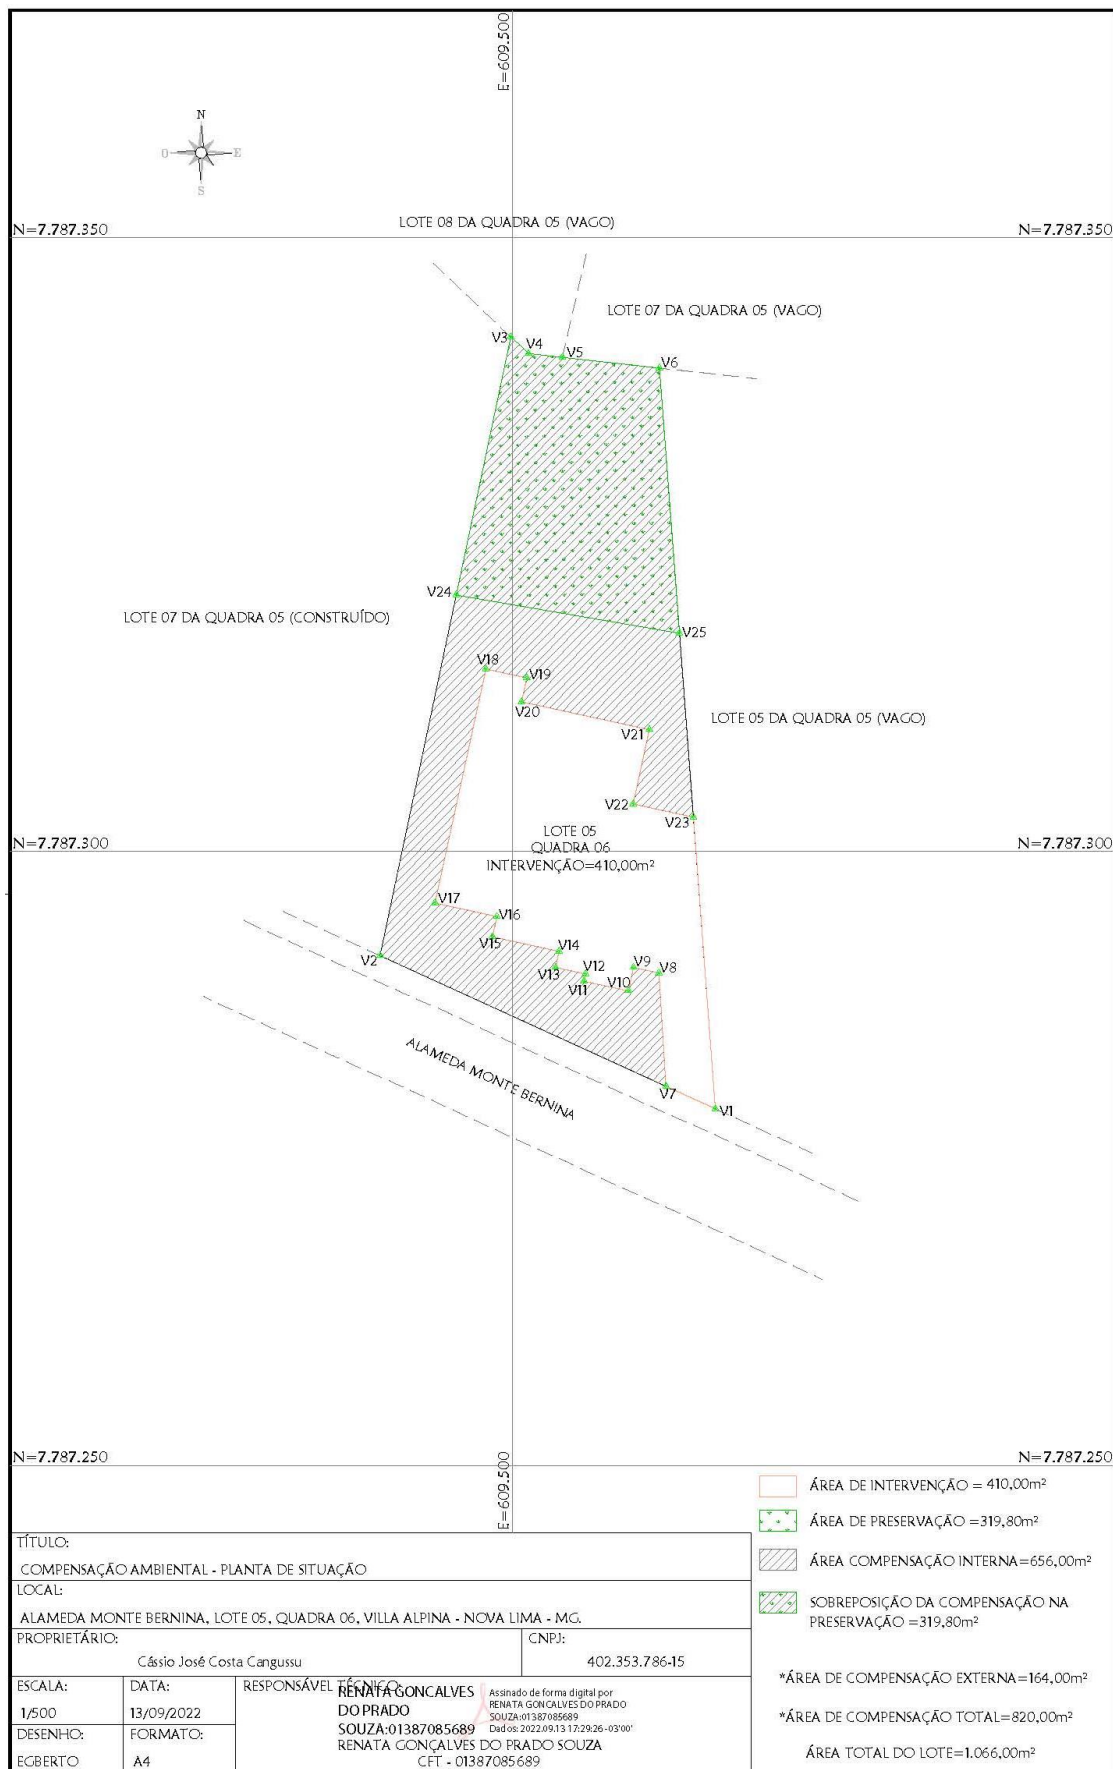 E=609.500
N
O
E
S
LOTE 08 DA QUADRA 05 (VAGO)
N=7.787.350
N=7.787.350
LOTE 07 DA QUADRA 05 (VAGO)
V3
V4
V5
V6
V24
LOTE 07 DA QUADRA 05 (CONSTRUÍDO)
V25
V18
V19
V20
LOTE 05 DA QUADRA 05 (VAGO)
V21
V22
V23
LOTE 05
QUADRA 06
INTERVENÇÃO=410,00m²
N=7.787.300
N=7.787.300
V17
V16
V15
V14
V2
V13
V12
V9
V8
V11
V10
ALAMEDA MONTE BERNINA
V7
V1
N=7.787.250
N=7.787.250
E=609.500
ÁREA DE INTERVENÇÃO = 410,00m²
ÁREA DE PRESERVAÇÃO =319,80m²
ÁREA COMPENSAÇÃO INTERNA=656,00m²
SOBREPOSIÇÃO DA COMPENSAÇÃO NA
PRESERVAÇÃO =319,80m²
*ÁREA DE COMPENSAÇÃO EXTERNA=164,00m²
*ÁREA DE COMPENSAÇÃO TOTAL=820,00m²
ÁREA TOTAL DO LOTE=1.066,00m²
TÍTULO:
COMPENSAÇÃO AMBIENTAL - PLANTA DE SITUAÇÃO
LOCAL:
ALAMEDA MONTE BERNINA, LOTE 05, QUADRA 06, VILLA ALPINA - NOVA LIMA - MG.
PROPRIETÁRIO:
Cássio José Costa Cangussu
CNPJ:
402.353.786-15
ESCALA:
1/500
DATA:
13/09/2022
RESPONSÁVEL TÉCNICO:
RENATA GONCALVES
DO PRADO
SOUZA:01387085689
Assinado de forma digital por
RENATA GONCALVES DO PRADO
SOUZA:01387085689
Dados: 2022.09.13 17:29:26 -03'00'
RENATA GONÇALVES DO PRADO SOUZA
CFT - 01387085689
DESENHO:
EGBERTO
FORMATO:
A4